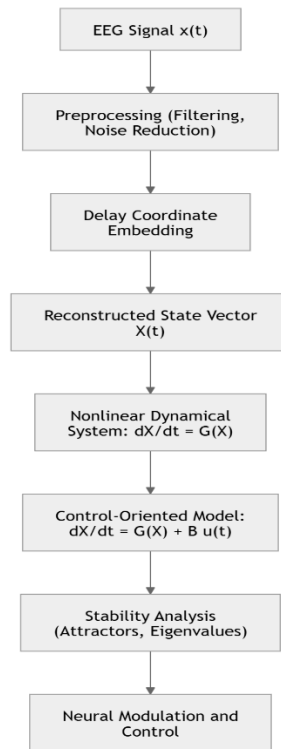 EEG Signal x(t)
Preprocessing (Filtering,
Noise Reduction)
Delay Coordinate
Embedding
Reconstructed State Vector
X(t)
Nonlinear Dynamical
System: dX/dt = G(X)
Control-Oriented Model:
dX/dt = G(X) + B u(t)
Stability Analysis
(Attractors, Eigenvalues)
Neural Modulation and
Control